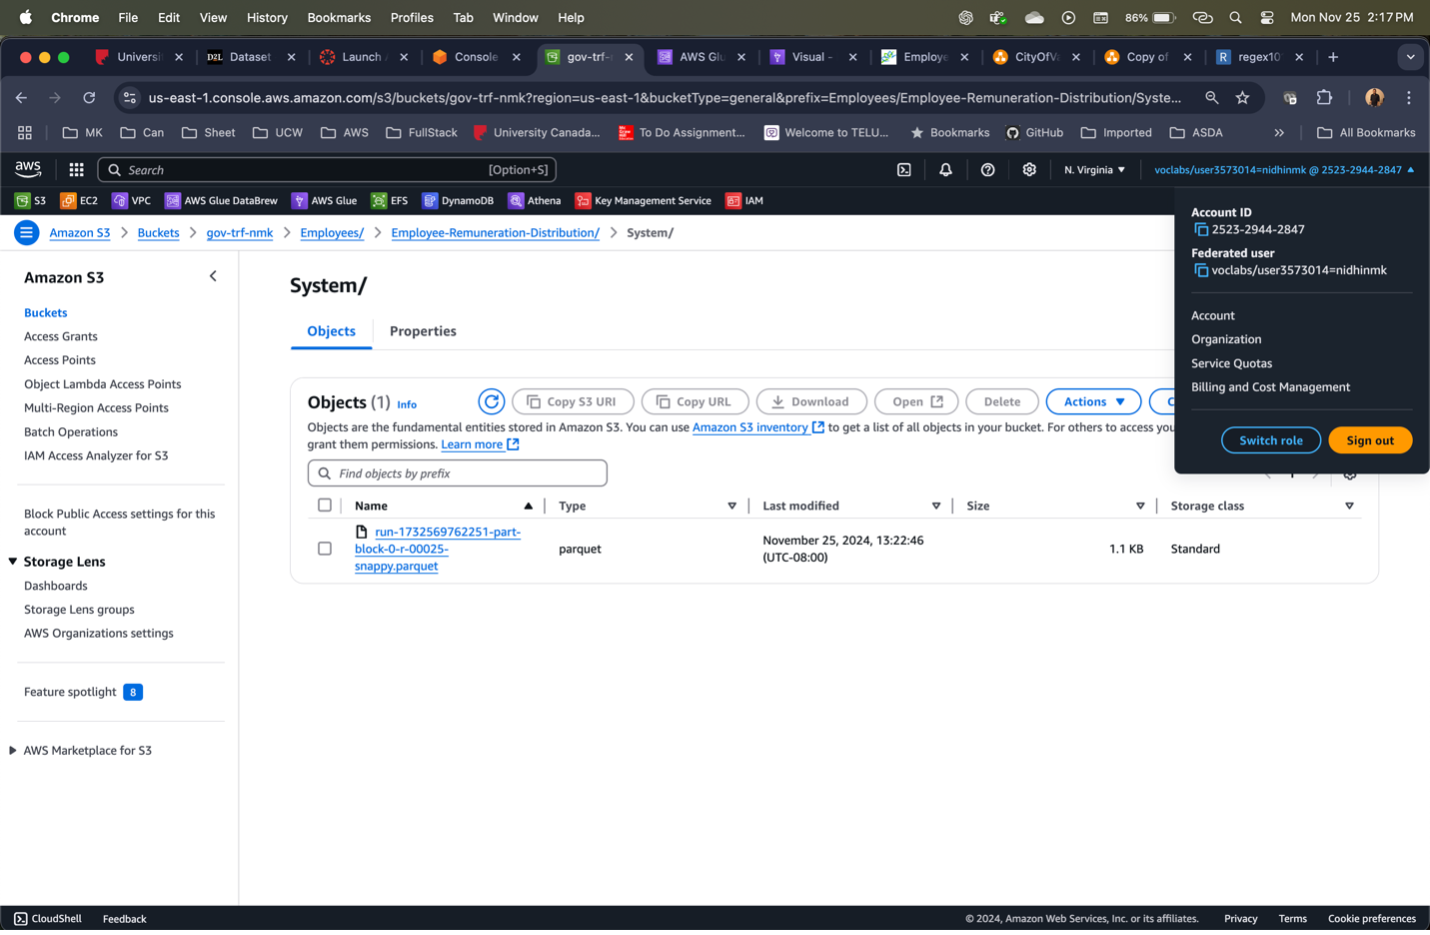 Chrome File Edit View History Bookmarks Profiles Tab Window Help 86% Mon Nov 25 2:17 PM
Universi D2L Dataset Launch Console gov-trf- AWS Glu Visual - Employe CityOfVa Copy of R regex10
us-east-1.console.aws.amazon.com/s3/buckets/gov-trf-nmk?region=us-east-1&bucketType=general&prefix=Employees/Employee-Remuneration-Distribution/Syste...
MK Can Sheet UCW AWS FullStack University Canada... To Do Assignment... Welcome to TELU... Bookmarks GitHub Imported ASDA » All Bookmarks
aws Search [Option+S] N. Virginia voclabs/user3573014=nidhinmk @ 2523-2944-2847
S3 EC2 VPC AWS Glue DataBrew AWS Glue EFS DynamoDB Athena Key Management Service IAM
Amazon S3 > Buckets > gov-trf-nmk > Employees/ > Employee-Remuneration-Distribution/ > System/
Account ID
2523-2944-2847
Federated user
voclabs/user3573014=nidhinmk
Account
Organization
Service Quotas
Billing and Cost Management
Switch role Sign out
Amazon S3
Buckets
Access Grants
Access Points
Object Lambda Access Points
Multi-Region Access Points
Batch Operations
IAM Access Analyzer for S3
Block Public Access settings for this
account
Storage Lens
Dashboards
Storage Lens groups
AWS Organizations settings
Feature spotlight 8
AWS Marketplace for S3
System/
Objects Properties
Objects (1) Info Copy S3 URI Copy URL Download Open Delete Actions C
Objects are the fundamental entities stored in Amazon S3. You can use Amazon S3 inventory to get a list of all objects in your bucket. For others to access you
grant them permissions. Learn more
Find objects by prefix
Name Type Last modified Size Storage class
run-1732569762251-part-
block-0-r-00025-
snappy.parquet
parquet
November 25, 2024, 13:22:46
(UTC-08:00)
1.1 KB
Standard
CloudShell Feedback © 2024, Amazon Web Services, Inc. or its affiliates. Privacy Terms Cookie preferences